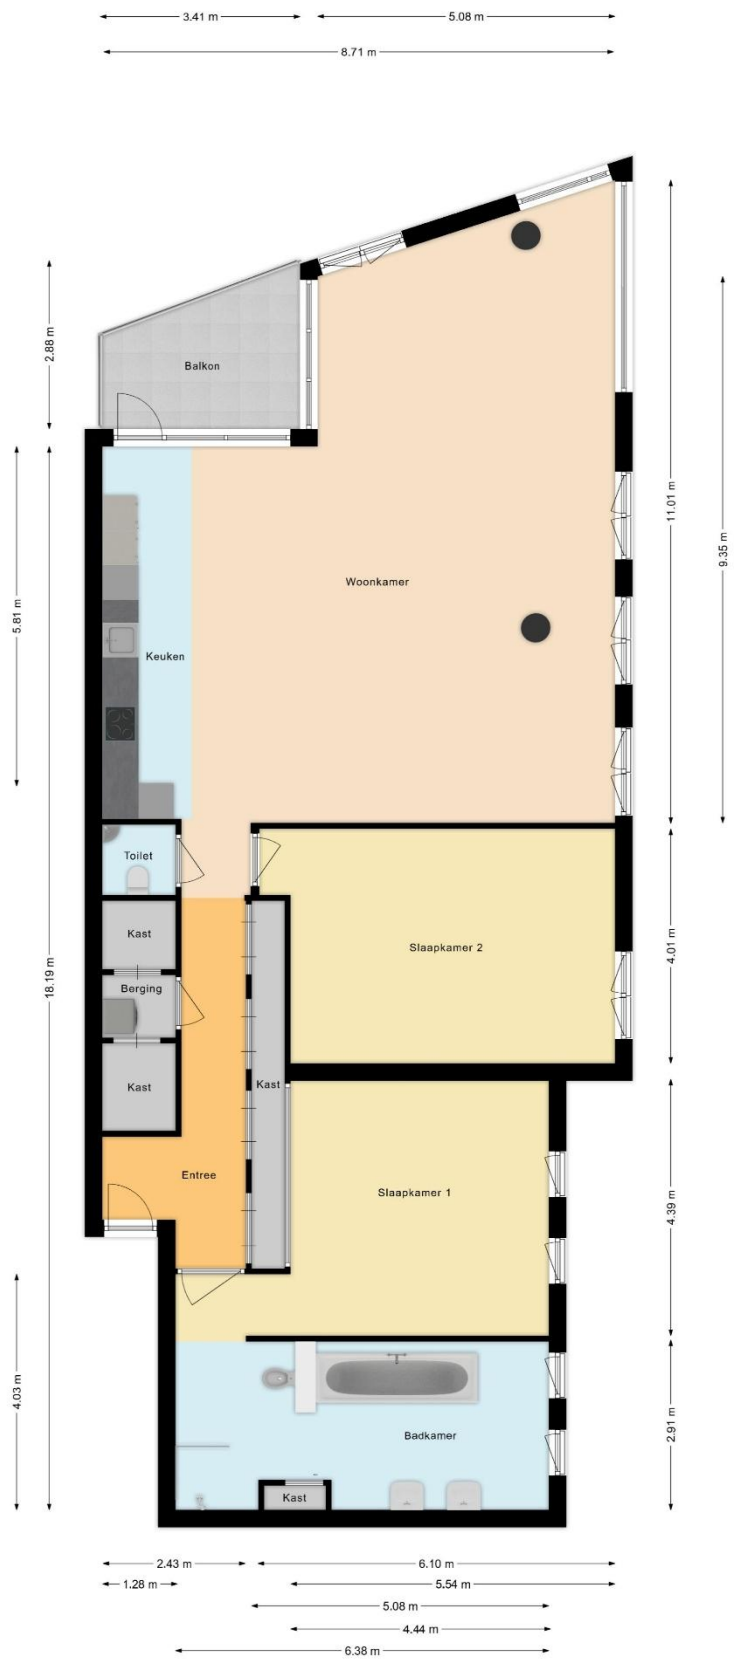 3.41 m
5.08 m
8.71 m
2.88 m
Balkon
11.01 m
9.35 m
5.81 m
Woonkamer
Keuken
Toilet
Kast
Slaapkamer 2
4.01 m
18.19 m
Berging
Kast
Kast
Entree
Slaapkamer 1
4.39 m
4.03 m
Badkamer
2.91 m
Kast
2.43 m
6.10 m
1.28 m
5.54 m
5.08 m
4.44 m
6.38 m